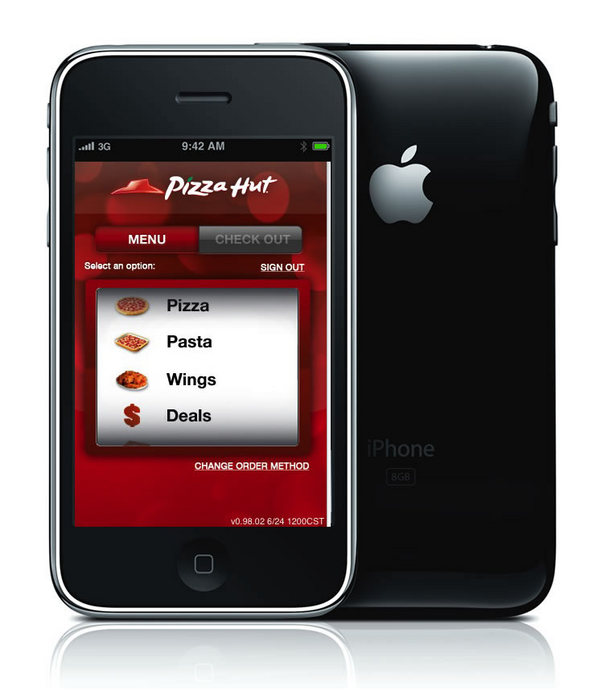 3G 9:42 AM
Pizza Hut
MENU CHECK OUT
Select an option: SIGN OUT
Pizza
Pasta
Wings
$ Deals
CHANGE ORDER METHOD
v0.98.02 6/24 1200CST
iPhone
8GB